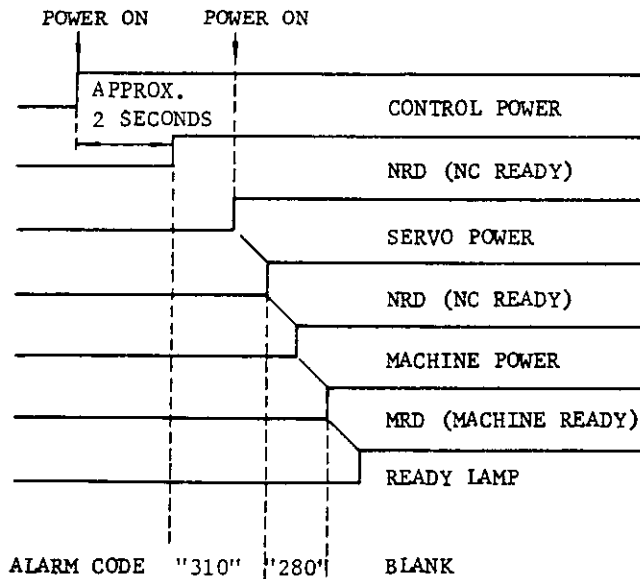 POWER ON POWER ON
APPROX.
2 SECONDS
CONTROL POWER
NRD (NC READY)
SERVO POWER
NRD (NC READY)
MACHINE POWER
MRD (MACHINE READY)
READY LAMP
ALARM CODE "310" "280" BLANK